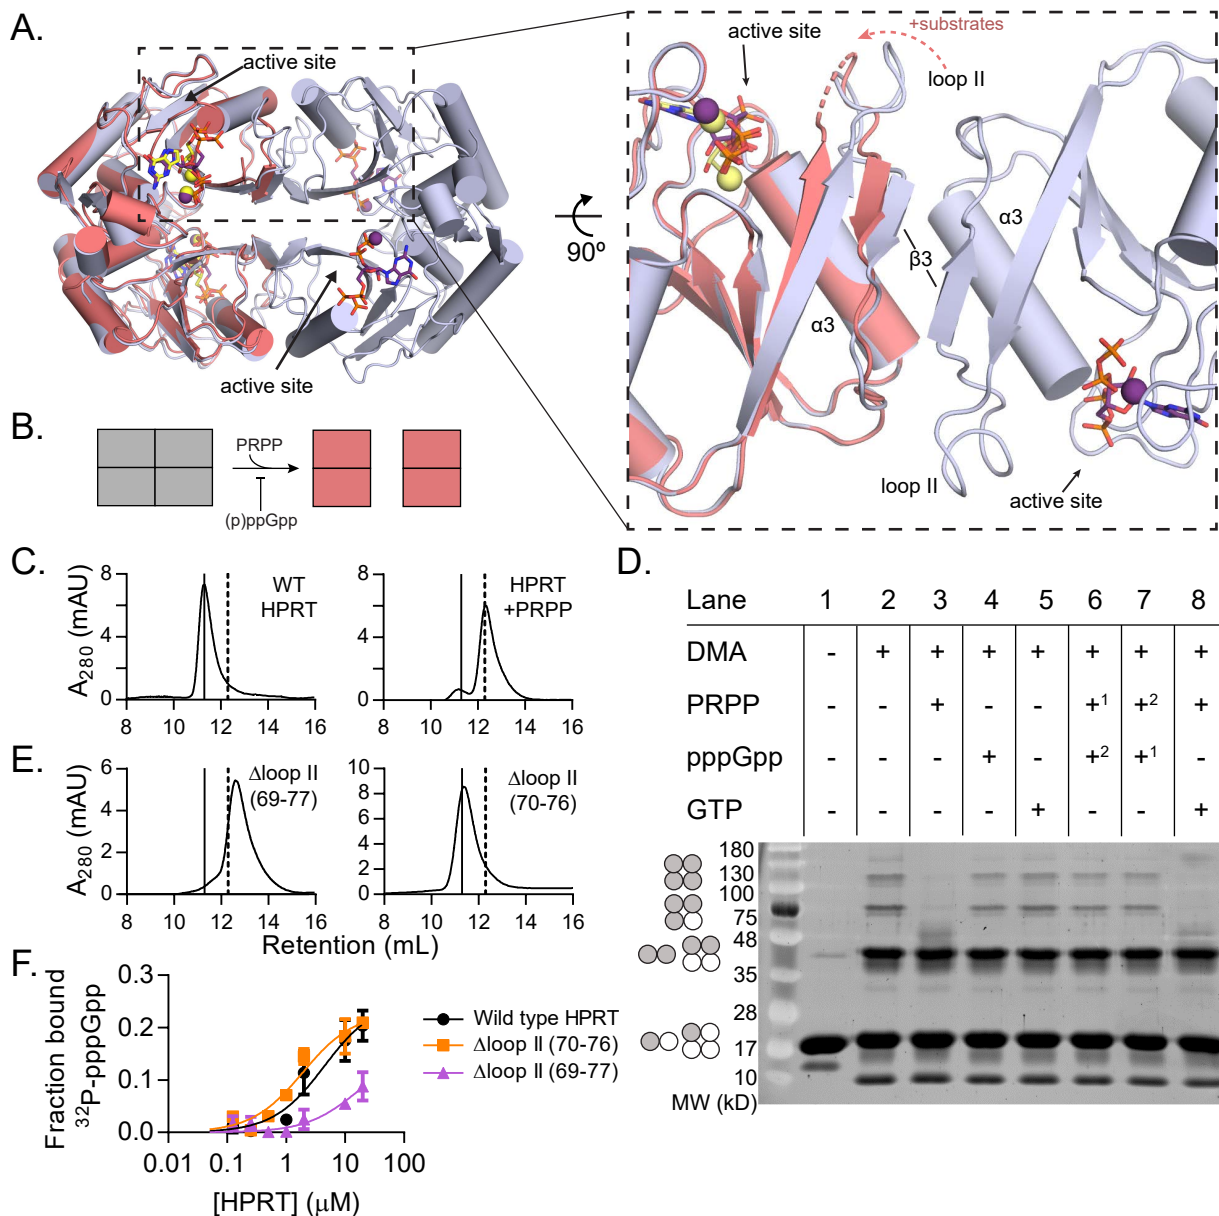 A.
active site
active site
active site
+substrates
loop II
α3
β3
α3
loop II
active site
90º
B.
PRPP
(p)ppGpp
C.
A280 (mAU)
8
4
0
WT
HPRT
8 10 12 14 16
8
4
0
HPRT
+PRPP
8 10 12 14 16
E.
A280 (mAU)
6
4
2
0
Δloop II
(69-77)
8 10 12 14 16
10
8
6
4
2
0
Δloop II
(70-76)
8 10 12 14 16
Retention (mL)
D.
Lane 1 2 3 4 5 6 7 8
DMA - + + + + + + +
PRPP - - + - - +1 +2 +
pppGpp - - - + - +2 +1 -
GTP - - - - + - - +
180
130
100
75
48
35
28
17
10
MW (kD)
F.
Fraction bound
32P-pppGpp
0.3
0.2
0.1
0.0
0.01 0.1 1 10 100
[HPRT] (μM)
Wild type HPRT
Δloop II (70-76)
Δloop II (69-77)